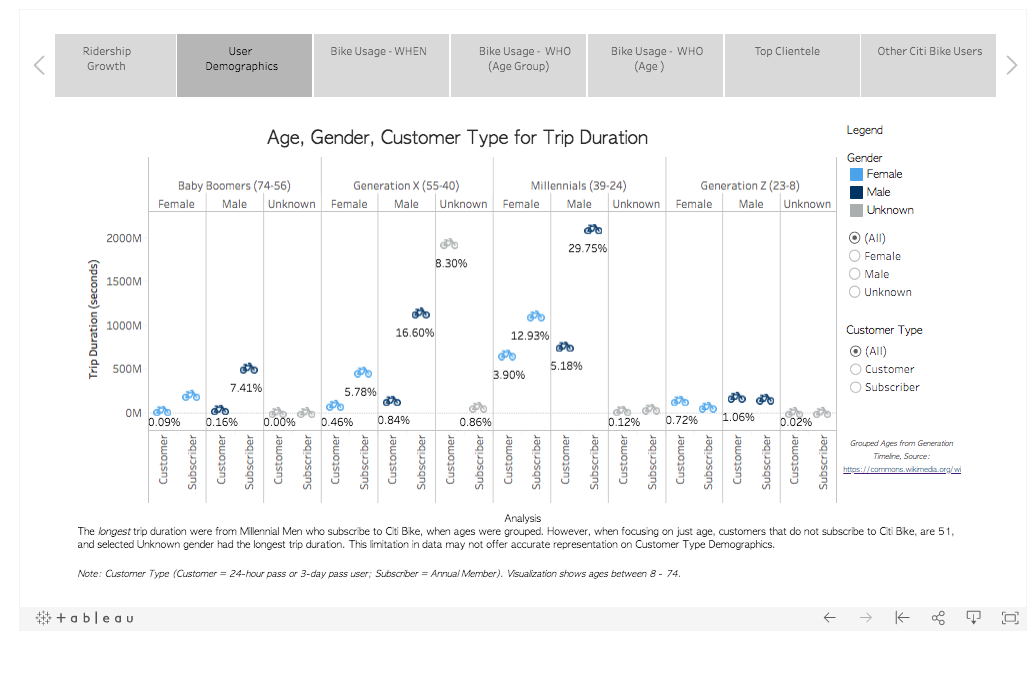 Ridership
Growth
User
Demographics
Bike Usage - WHEN
Bike Usage - WHO
(Age Group)
Bike Usage - WHO
(Age )
Top Clientele
Other Citi Bike Users
Age, Gender, Customer Type for Trip Duration
Legend
Gender
Female
Male
Unknown
(All)
Female
Male
Unknown
Customer Type
(All)
Customer
Subscriber
Grouped Ages from Generation
Timeline, Source:
https://commons.wikimedia.org/wi
Baby Boomers (74-56) Generation X (55-40) Millennials (39-24) Generation Z (23-8)
Female Male Unknown Female Male Unknown Female Male Unknown Female Male Unknown
Trip Duration (seconds)
2000M
1500M
1000M
500M
0M
29.75%
8.30%
16.60%
12.93%
5.18%
3.90%
7.41%
5.78%
0.09% 0.16% 0.00% 0.46% 0.84% 0.86% 0.12% 0.72% 1.06% 0.02%
Customer Subscriber Customer Subscriber Customer Subscriber Customer Subscriber Customer Subscriber Customer Subscriber Customer Subscriber Customer Subscriber Customer Subscriber Customer Subscriber Customer Subscriber Customer Subscriber
Analysis
The longest trip duration were from Millennial Men who subscribe to Citi Bike, when ages were grouped. However, when focusing on just age, customers that do not subscribe to Citi Bike, are 51,
and selected Unknown gender had the longest trip duration. This limitation in data may not offer accurate representation on Customer Type Demographics.
Note: Customer Type (Customer = 24-hour pass or 3-day pass user; Subscriber = Annual Member). Visualization shows ages between 8 - 74.
+ableau